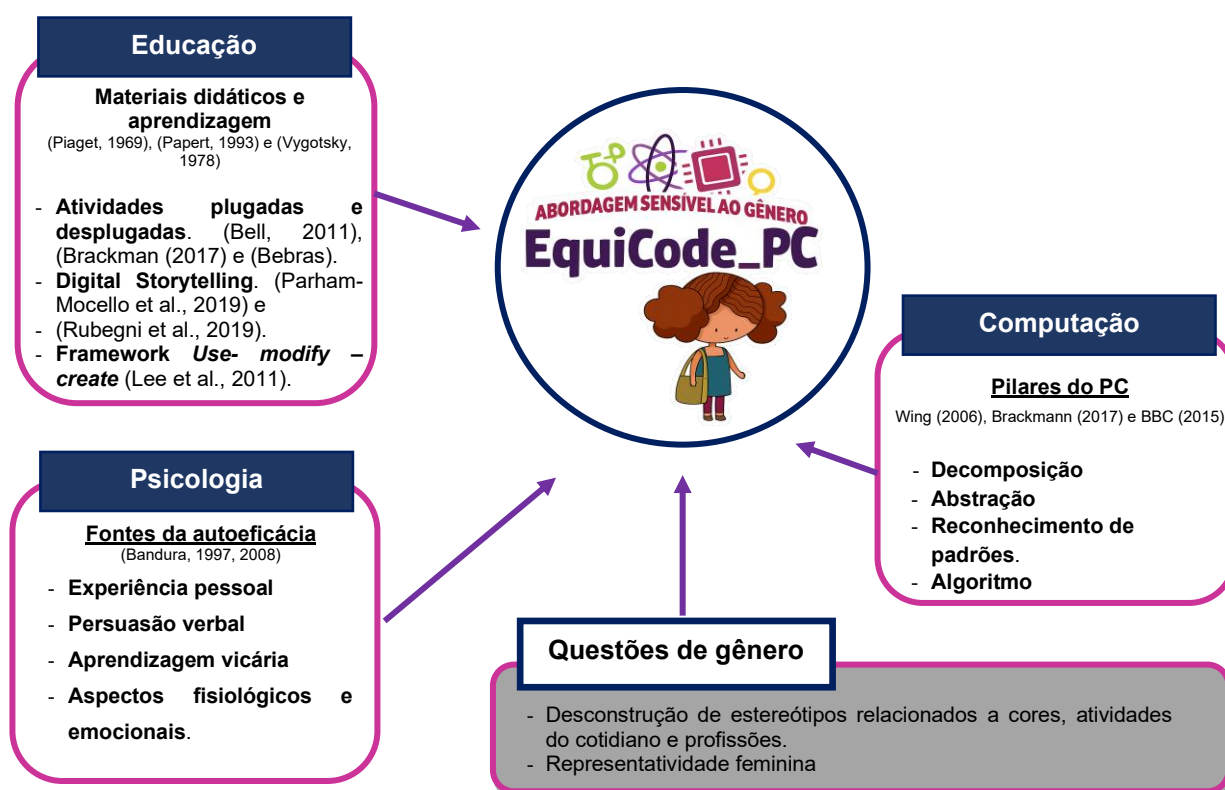 Educação
Materiais didáticos e
aprendizagem
(Piaget, 1969), (Papert, 1993) e (Vygotsky,
1978)
- Atividades plugadas e
desplugadas. (Bell, 2011),
(Brackman (2017) e (Bebras).
- Digital Storytelling. (Parham-
Mocello et al., 2019) e
- (Rubegni et al., 2019).
- Framework Use- modify –
create (Lee et al., 2011).
ABORDAGEM SENSÍVEL AO GÊNERO
EquiCode_PC
Computação
Pilares do PC
Wing (2006), Brackmann (2017) e BBC (2015)
- Decomposição
- Abstração
- Reconhecimento de
padrões.
- Algoritmo
Psicologia
Fontes da autoeficácia
(Bandura, 1997, 2008)
- Experiência pessoal
- Persuasão verbal
- Aprendizagem vicária
- Aspectos fisiológicos e
emocionais.
Questões de gênero
- Desconstrução de estereótipos relacionados a cores, atividades
do cotidiano e profissões.
- Representatividade feminina